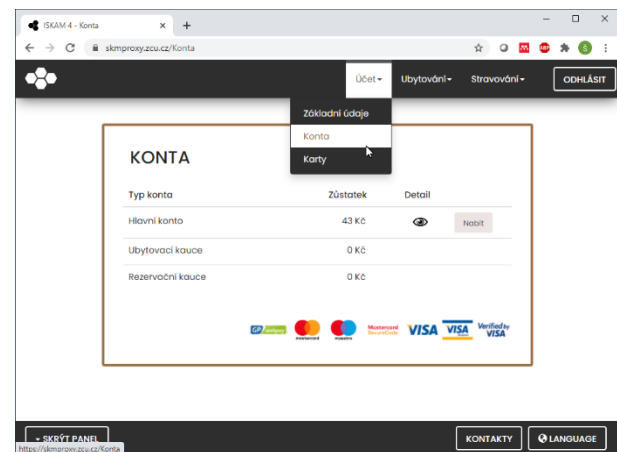 ISKAM 4 - Konta
skmproxy.zcu.cz/Konta
Účet
Ubytování
Stravování
ODHLÁSIT
Základní údaje
Konta
Karty
KONTA
Typ konta Zůstatek Detail
Hlavní konto 43 Kč Nabít
Ubytovací kauce 0 Kč
Rezervační kauce 0 Kč
GP webpay mastercard maestro Mastercard SecureCode VISA VISA Verified by VISA
SKRÝT PANEL
KONTAKTY
LANGUAGE
https://skmproxy.zcu.cz/Konta